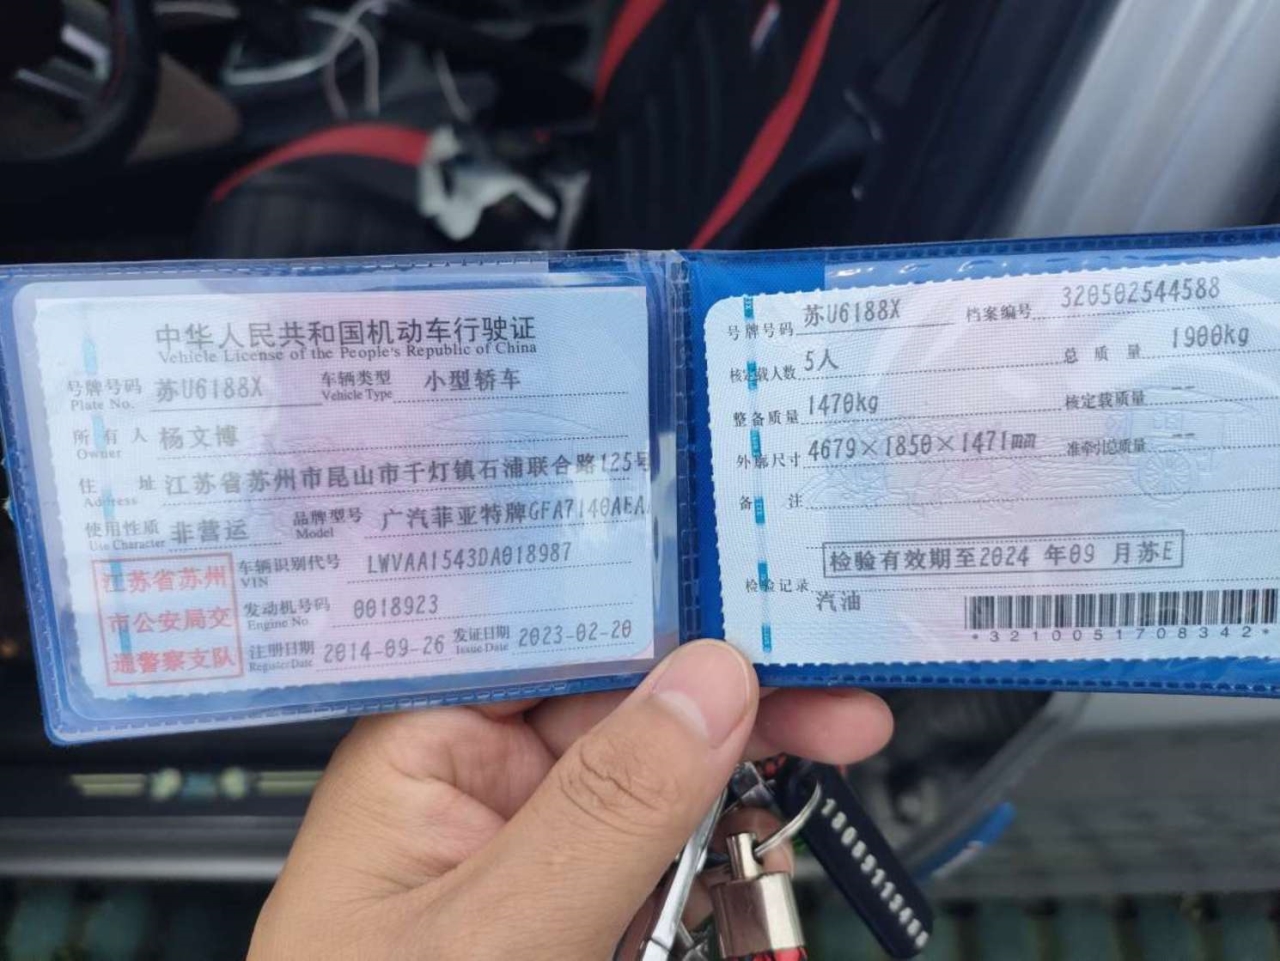 中华人民共和国机动车行驶证
Vehicle License of the People's Republic of China
号牌号码 苏U6188X 车辆类型 小型轿车
Plate No. Vehicle Type
所有人 杨文博
Owner
住址 江苏省苏州市昆山市千灯镇石浦联合路125号
Address
使用性质 非营运 品牌型号 广汽菲亚特牌GFA7140AEA
Use Character Model
江苏省苏州
市公安局交
通警察支队
车辆识别代号 LWVAA1543DA018987
VIN
发动机号码 0018923
Engine No.
注册日期 2014-09-26 发证日期 2023-02-20
Register Date Issue Date
号牌号码 苏U6188X 档案编号 320502544588
核定载人数 5人 总质量 1900kg
整备质量 1470kg 核定载质量 --
外廓尺寸 4679×1850×1471mm 准牵引总质量 --
备注
检验有效期至2024年09月苏E
检验记录
汽油
*3210051708342*